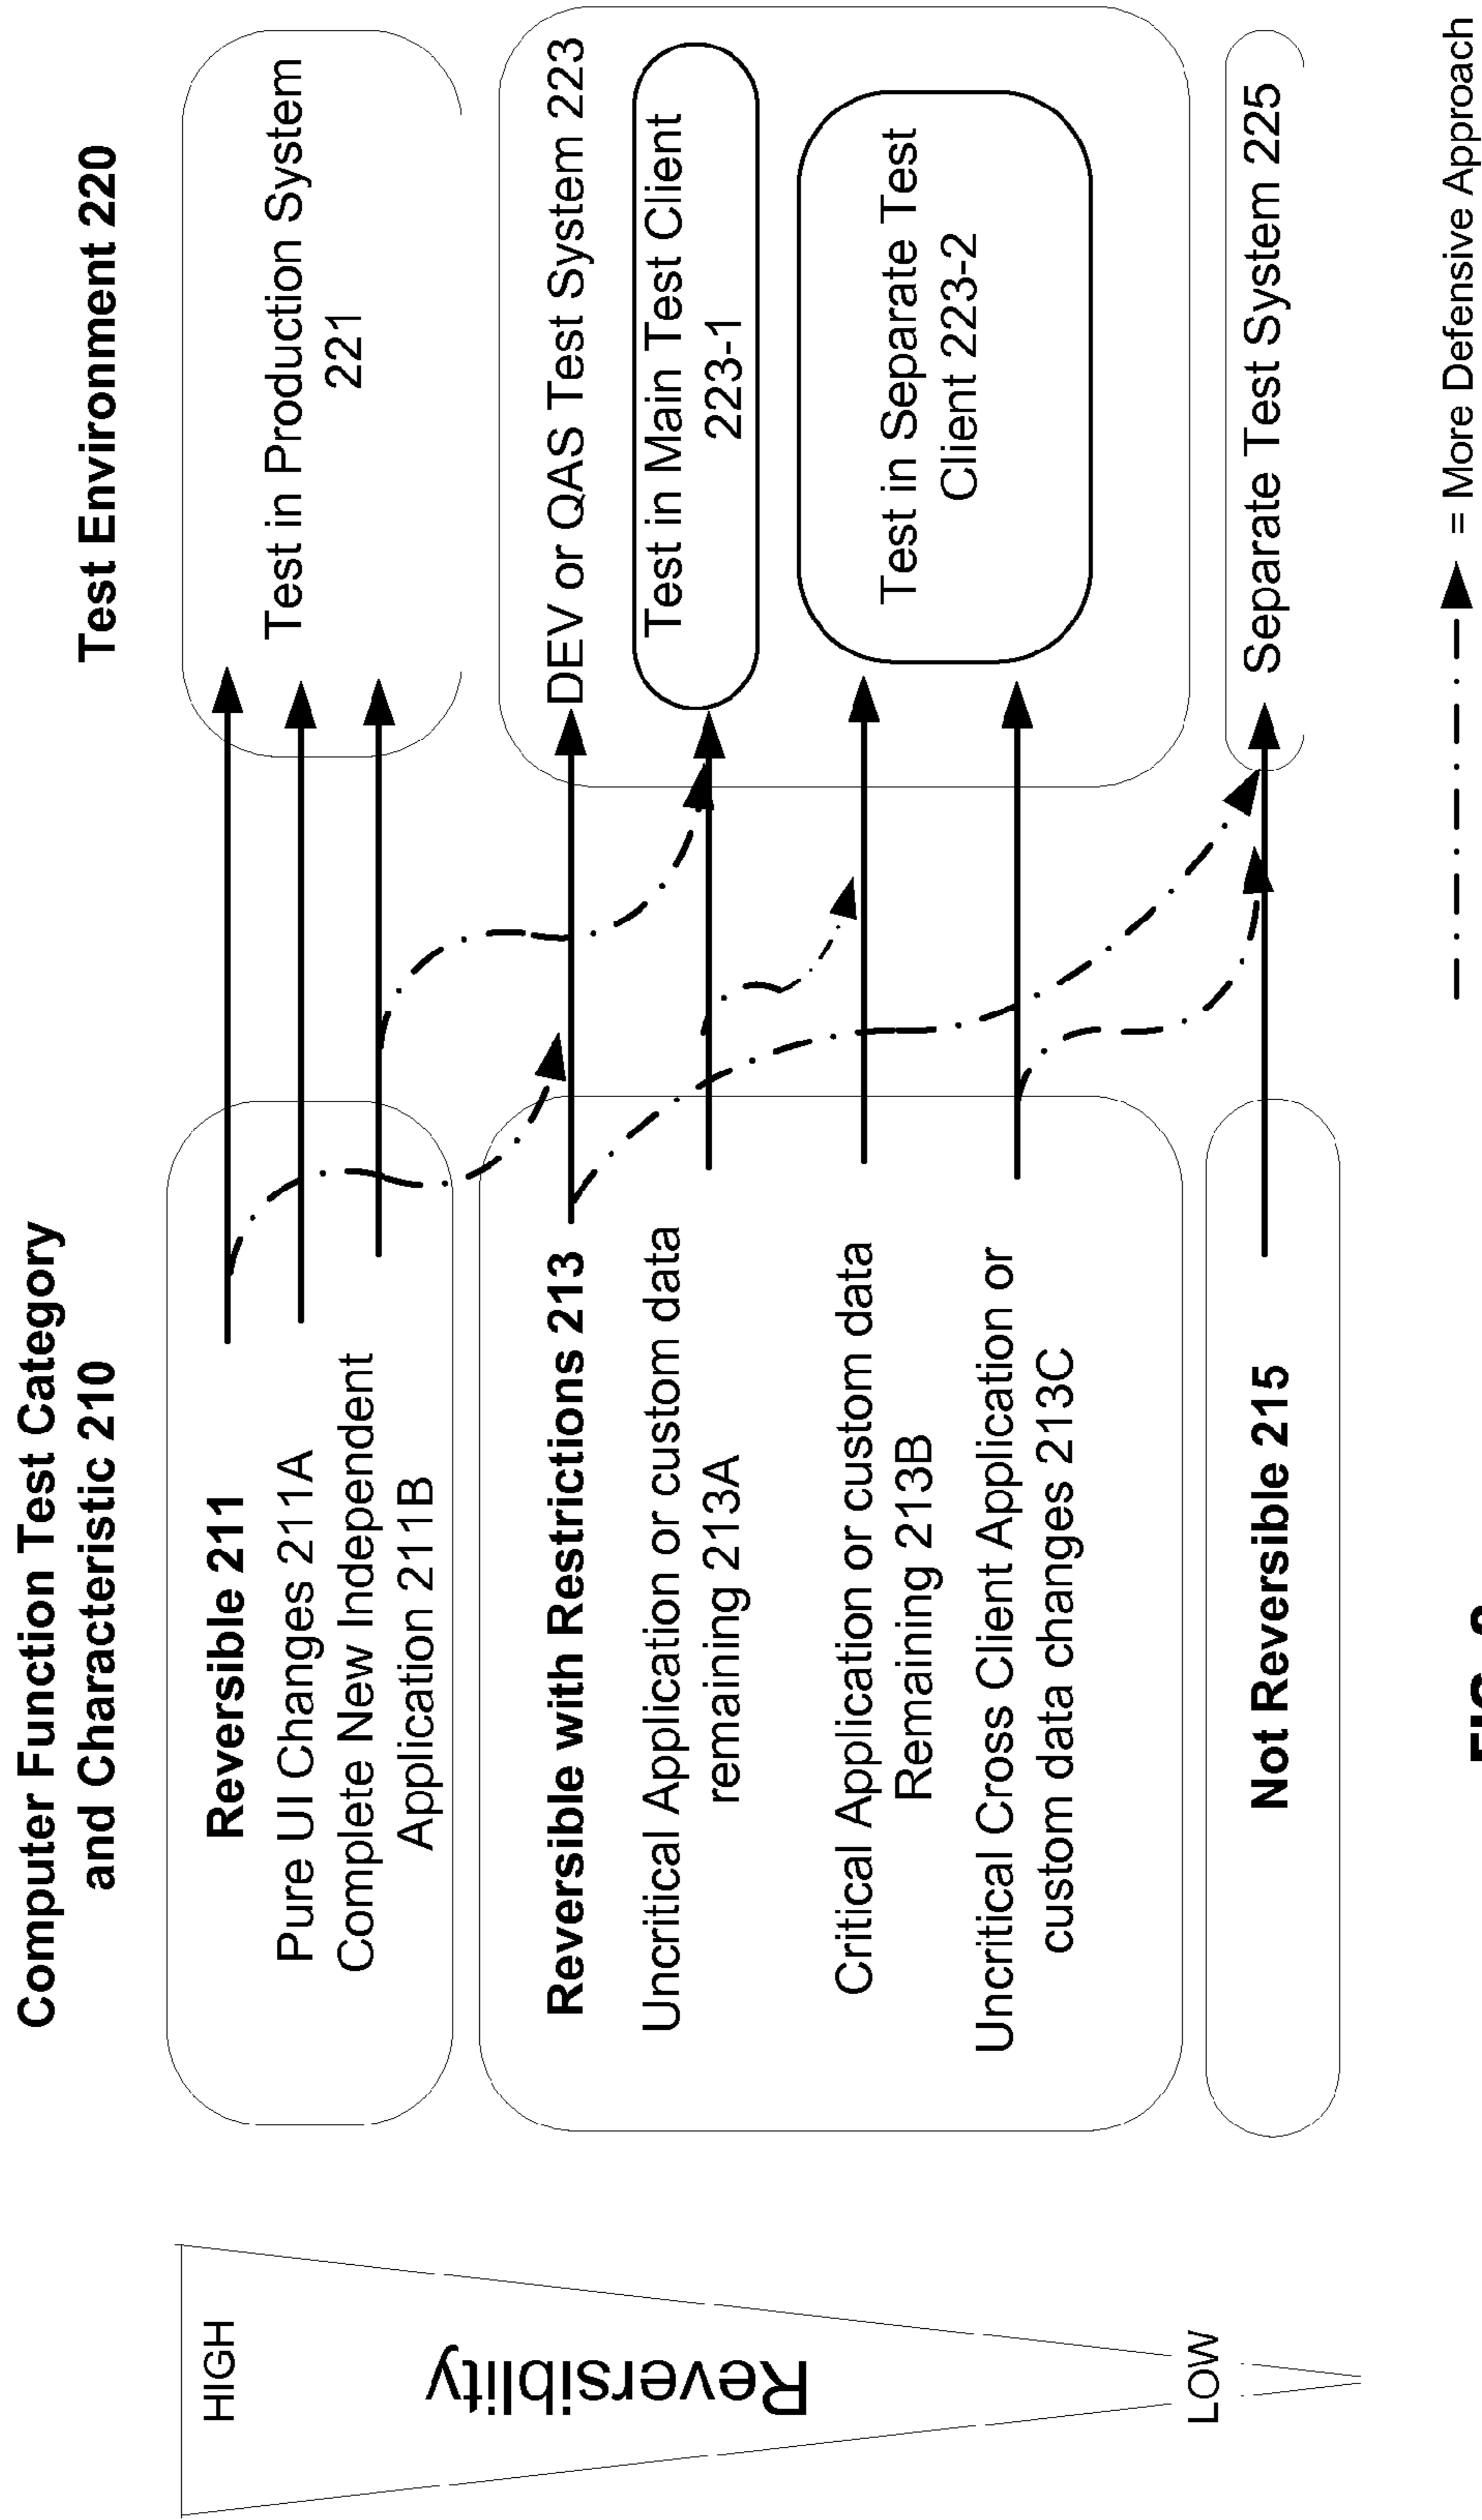 Computer Function Test Category
and Characteristic 210
Test Environment 220
HIGH
Reversiblity
LOW
Reversible 211
Pure UI Changes 211A
Complete New Independent
Application 211B
Test in Production System
221
Reversible with Restrictions 213
Uncritical Application or custom data
remaining 213A
Critical Application or custom data
Remaining 213B
Uncritical Cross Client Application or
custom data changes 213C
DEV or QAS Test System 223
Test in Main Test Client
223-1
Test in Separate Test
Client 223-2
Not Reversible 215
Separate Test System 225
= More Defensive Approach